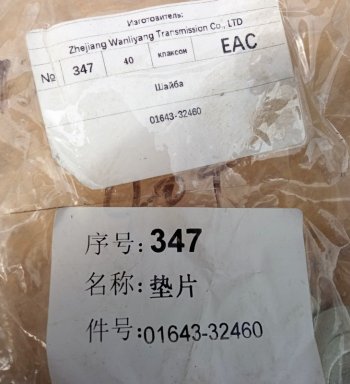 Изготовитель:
Zhejiang Wanliyang Transmission Co., LTD
№ 347 40 клаксон EAC
Шайба
01643-32460
序号:347
名称:垫片
件号:01643-32460